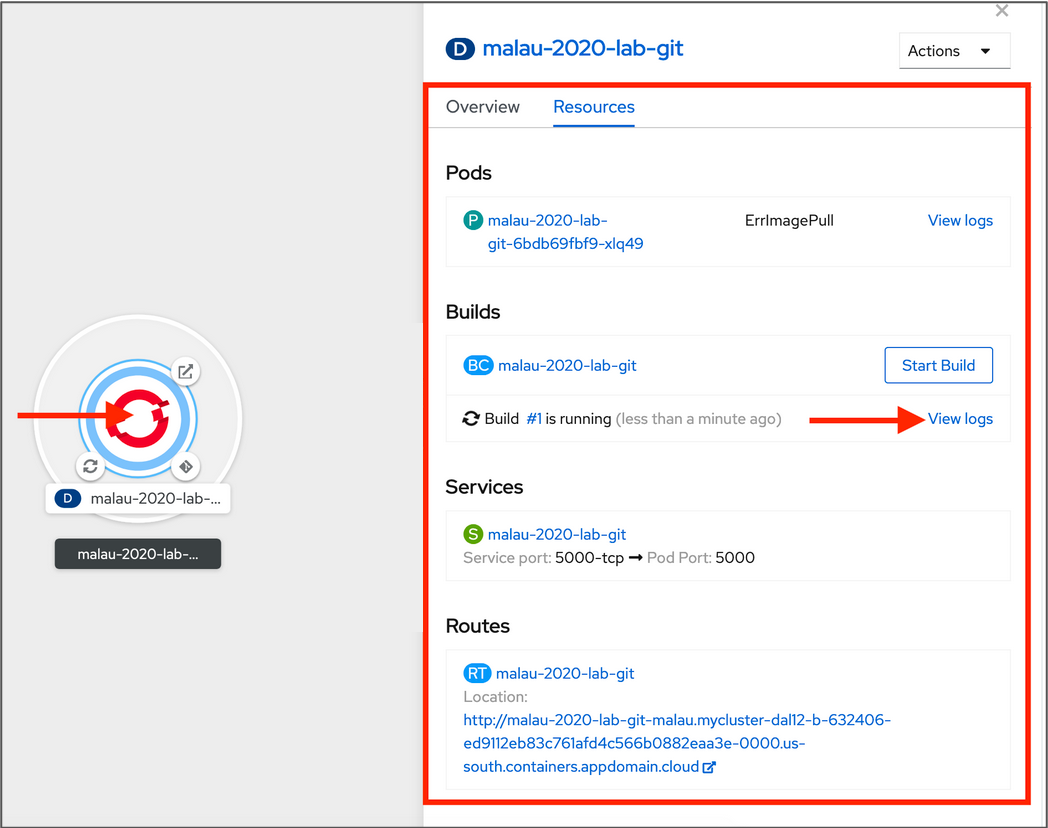 D malau-2020-lab-git
Actions
Overview Resources
Pods
P malau-2020-lab-
git-6bdb69fbf9-xlq49
ErrImagePull
View logs
Builds
BC malau-2020-lab-git
Start Build
Build #1 is running (less than a minute ago)
View logs
Services
S malau-2020-lab-git
Service port: 5000-tcp ➞ Pod Port: 5000
Routes
RT malau-2020-lab-git
Location:
http://malau-2020-lab-git-malau.mycluster-dal12-b-632406-
ed9112eb83c761afd4c566b0882eaa3e-0000.us-
south.containers.appdomain.cloud
D malau-2020-lab-...
malau-2020-lab-...